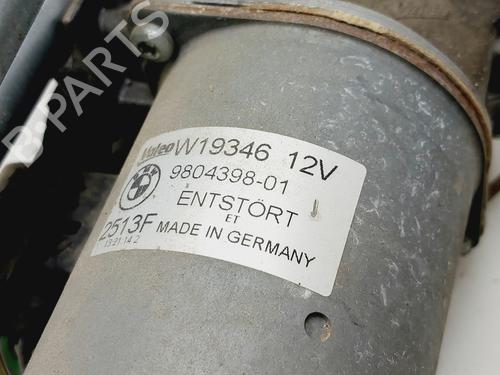 Valeo W19346 12V
9804398-01
ENTSTÖRT
ET
2513F MADE IN GERMANY
B-PARTS